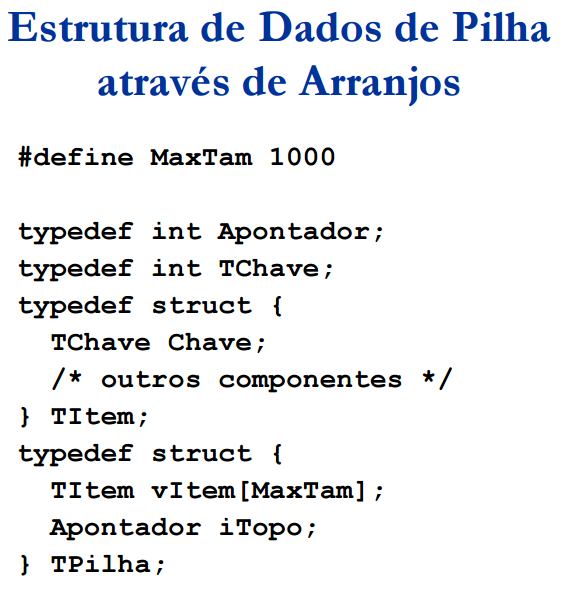 Estrutura de Dados de Pilha
através de Arranjos
#define MaxTam 1000
typedef int Apontador;
typedef int TChave;
typedef struct {
  TChave Chave;
  /* outros componentes */
} TItem;
typedef struct {
  TItem vItem[MaxTam];
  Apontador iTopo;
} TPilha;